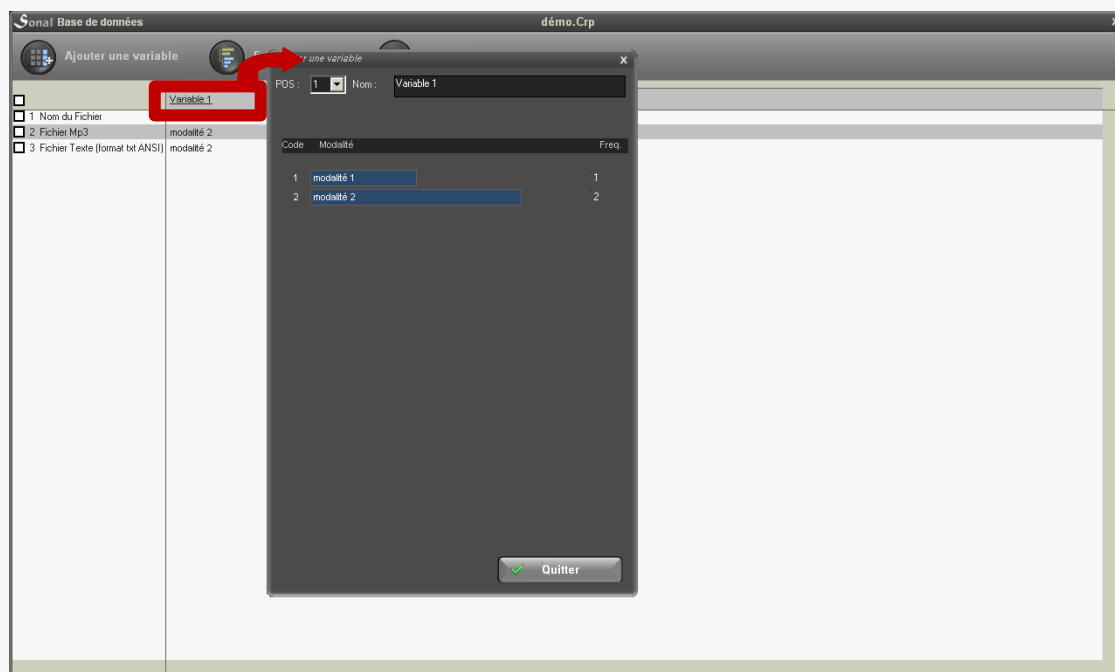 Sonal Base de données démo.Crp x
Ajouter une variable
une variable x
POS : 1 Nom : Variable 1
Variable 1
1 Nom du Fichier
2 Fichier Mp3 modalité 2
3 Fichier Texte (format txt ANSI) modalité 2
Code Modalité Freq.
1 modalité 1 1
2 modalité 2 2
Quitter